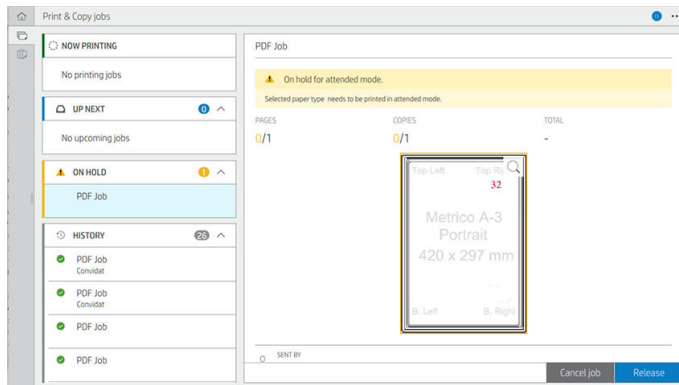 Print & Copy jobs
NOW PRINTING
No printing jobs
UP NEXT
0
No upcoming jobs
ON HOLD
1
PDF Job
HISTORY
26
PDF Job
Convidat
PDF Job
Convidat
PDF Job
PDF Job
PDF Job
On hold for attended mode.
Selected paper type needs to be printed in attended mode.
PAGES
COPIES
TOTAL
0/1
0/1
-
Top Left
Top
32
Metrico A-3
Portrait
420 x 297 mm
B. Left
B. Right
SENT BY
Cancel job
Release